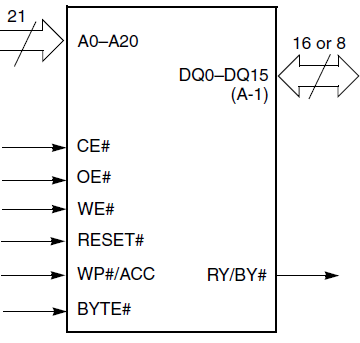 21
A0–A20
16 or 8
DQ0–DQ15
(A-1)
CE#
OE#
WE#
RESET#
WP#/ACC
RY/BY#
BYTE#